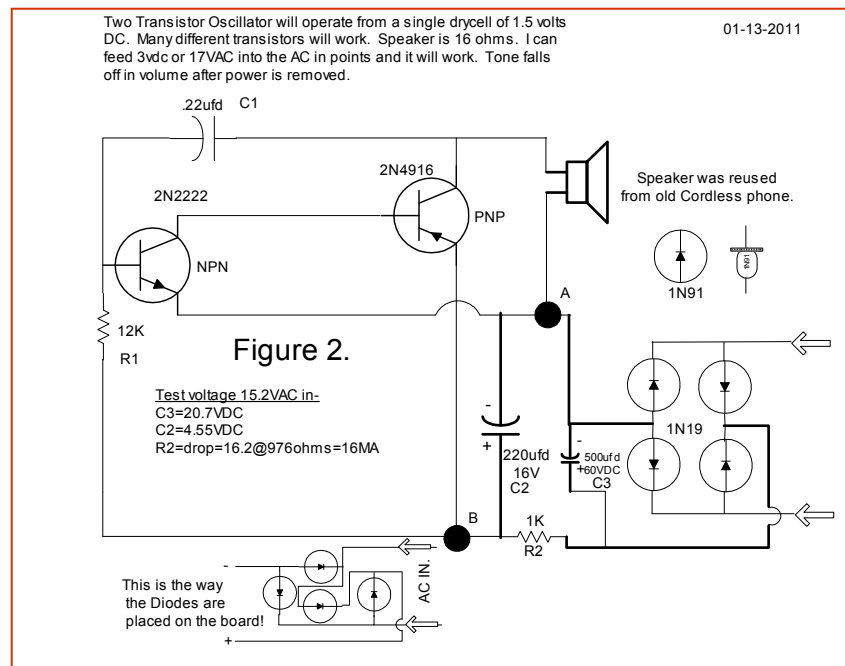 Two Transistor Oscillator will operate from a single drycell of 1.5 volts
DC. Many different transistors will work. Speaker is 16 ohms. I can
feed 3vdc or 17VAC into the AC in points and it will work. Tone falls
off in volume after power is removed.
01-13-2011
.22ufd C1
2N4916
2N2222
PNP
NPN
Speaker was reused
from old Cordless phone.
1N91
1N91
A
12K
R1
Figure 2.
Test voltage 15.2VAC in-
C3=20.7VDC
C2=4.55VDC
R2=drop=16.2@976ohms=16MA
-
+
220ufd
16V
C2
-
+
500ufd
60VDC
C3
1N19
B
1K
R2
This is the way
the Diodes are
placed on the board!
-
+
AC IN.